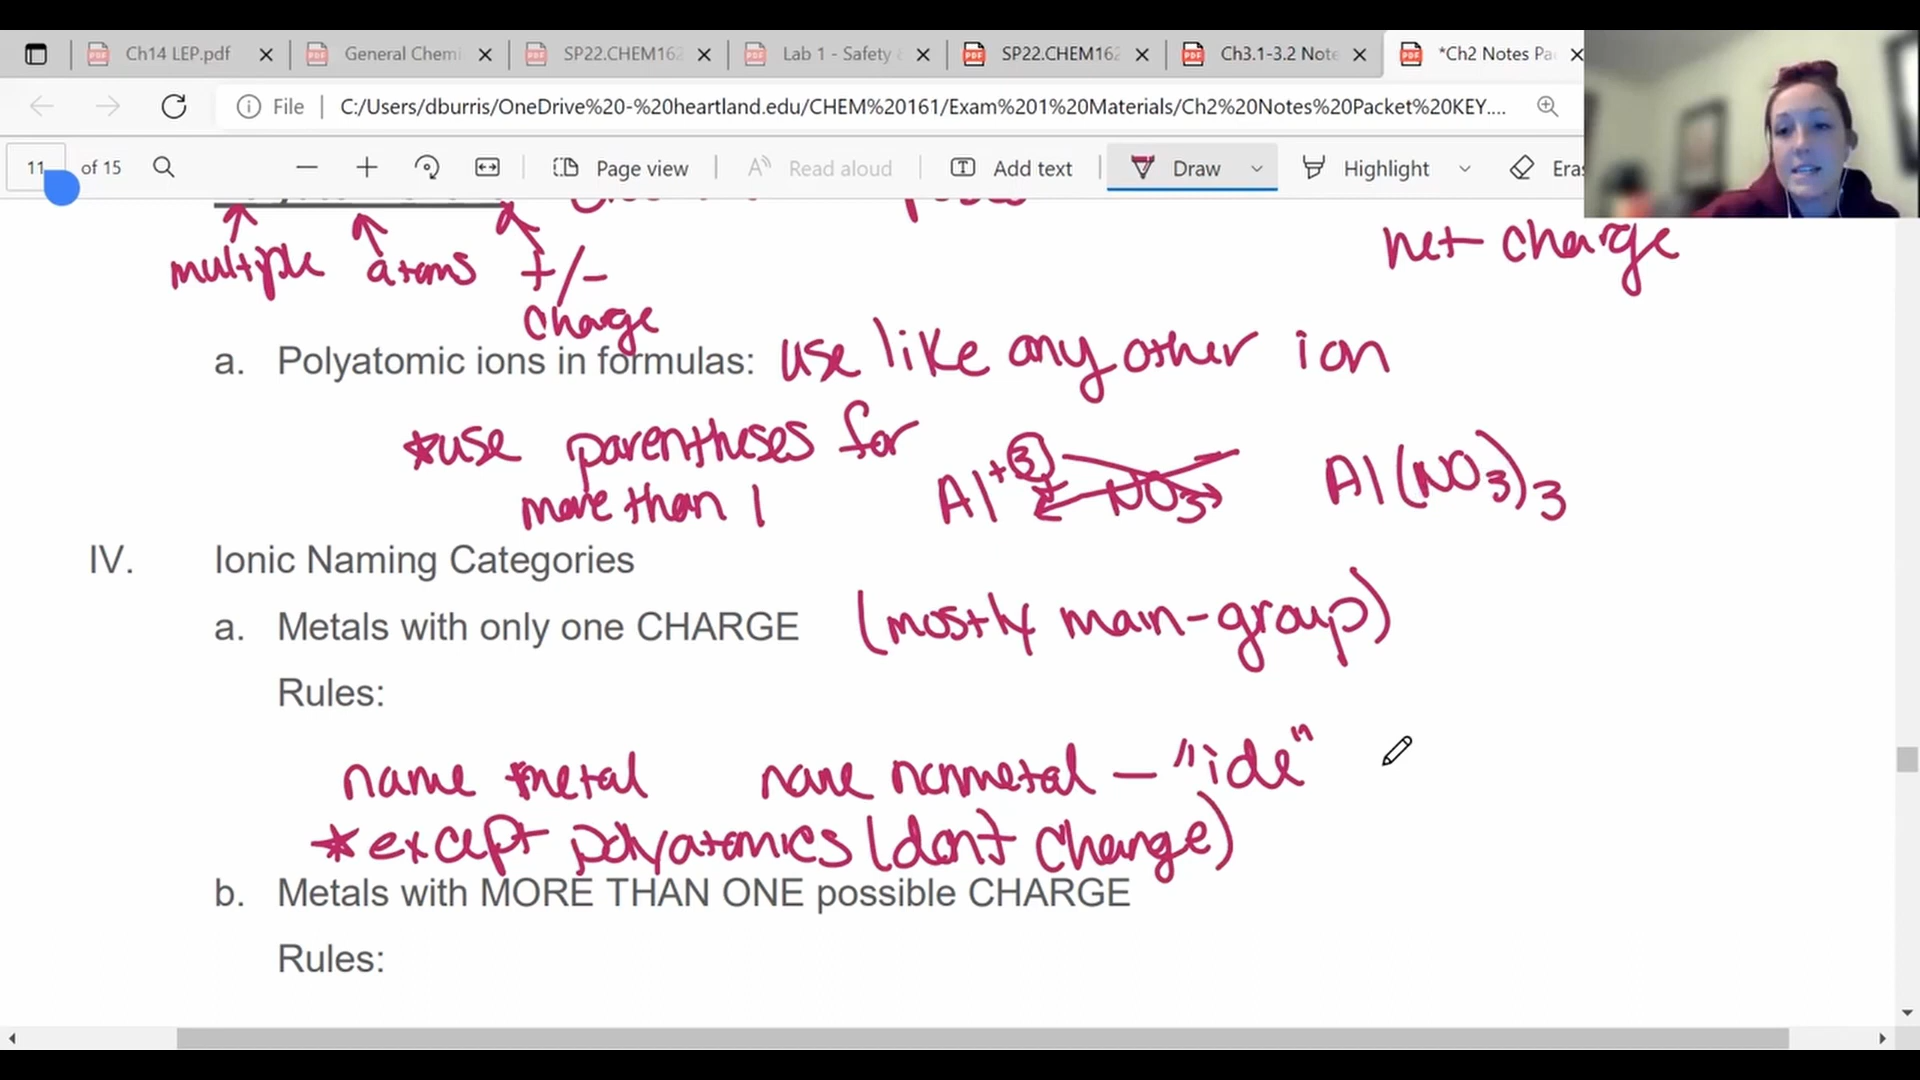 Ch14 LEP.pdf
General Chemi
SP22.CHEM162
Lab 1 - Safety
SP22.CHEM162
Ch3.1-3.2 Note
*Ch2 Notes Pa
File C:/Users/dburris/OneDrive%20-%20heartland.edu/CHEM%20161/Exam%201%20Materials/Ch2%20Notes%20Packet%20KEY....
11 of 15
Page view
Read aloud
Add text
Draw
Highlight
Eras
multiple atoms +/-
charge
net charge
a. Polyatomic ions in formulas: use like any other ion
*use parentheses for
more than 1
Al+3 NO3 Al(NO3)3
IV. Ionic Naming Categories
a. Metals with only one CHARGE (mostly main-group)
Rules:
name metal name nonmetal - "ide"
*except polyatomics (dont change)
b. Metals with MORE THAN ONE possible CHARGE
Rules: